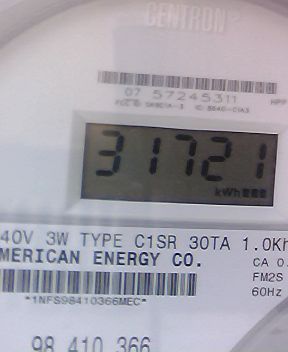 CENTRON®
07 57245311
HPP
31721
kWh
40V 3W TYPE C1SR 30TA 1.0Kh
MERICAN ENERGY CO.
CA 0.
FM2S
60Hz
*1NFS98410366MEC*
98 410 366